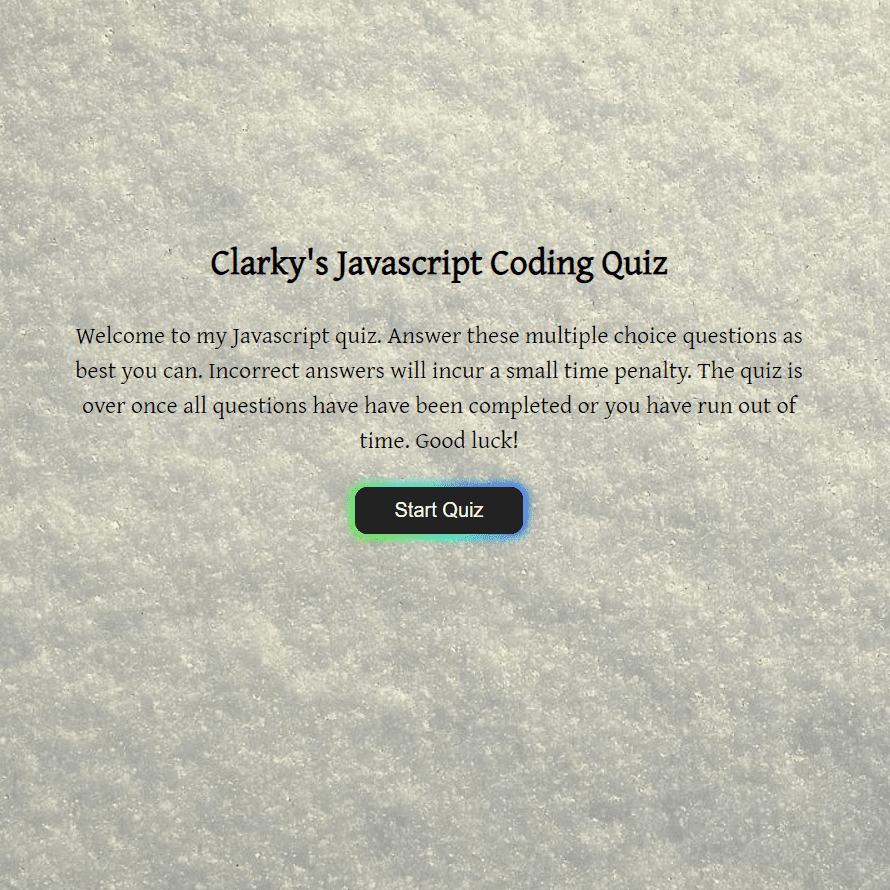 Clarky's Javascript Coding Quiz
Welcome to my Javascript quiz. Answer these multiple choice questions as
best you can. Incorrect answers will incur a small time penalty. The quiz is
over once all questions have have been completed or you have run out of
time. Good luck!
Start Quiz